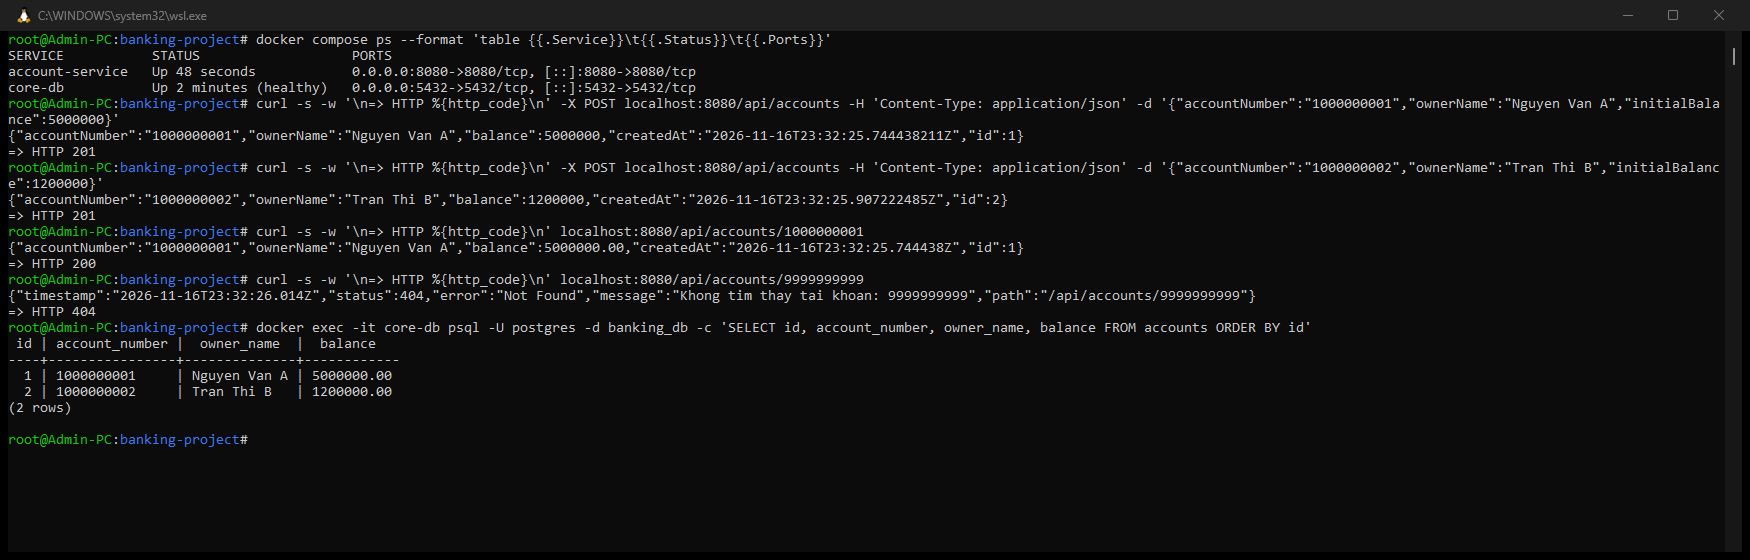 C:\WINDOWS\system32\wsl.exe
root@Admin-PC:banking-project# docker compose ps --format 'table {{.Service}}\t{{.Status}}\t{{.Ports}}'
SERVICE STATUS PORTS
account-service Up 48 seconds 0.0.0.0:8080->8080/tcp, [::]:8080->8080/tcp
core-db Up 2 minutes (healthy) 0.0.0.0:5432->5432/tcp, [::]:5432->5432/tcp
root@Admin-PC:banking-project# curl -s -w '\n=> HTTP %{http_code}\n' -X POST localhost:8080/api/accounts -H 'Content-Type: application/json' -d '{"accountNumber":"1000000001","ownerName":"Nguyen Van A","initialBala
nce":5000000}'
{"accountNumber":"1000000001","ownerName":"Nguyen Van A","balance":5000000,"createdAt":"2026-11-16T23:32:25.744438211Z","id":1}
=> HTTP 201
root@Admin-PC:banking-project# curl -s -w '\n=> HTTP %{http_code}\n' -X POST localhost:8080/api/accounts -H 'Content-Type: application/json' -d '{"accountNumber":"1000000002","ownerName":"Tran Thi B","initialBalanc
e":1200000}'
{"accountNumber":"1000000002","ownerName":"Tran Thi B","balance":1200000,"createdAt":"2026-11-16T23:32:25.907222485Z","id":2}
=> HTTP 201
root@Admin-PC:banking-project# curl -s -w '\n=> HTTP %{http_code}\n' localhost:8080/api/accounts/1000000001
{"accountNumber":"1000000001","ownerName":"Nguyen Van A","balance":5000000.00,"createdAt":"2026-11-16T23:32:25.744438Z","id":1}
=> HTTP 200
root@Admin-PC:banking-project# curl -s -w '\n=> HTTP %{http_code}\n' localhost:8080/api/accounts/9999999999
{"timestamp":"2026-11-16T23:32:26.014Z","status":404,"error":"Not Found","message":"Khong tim thay tai khoan: 9999999999","path":"/api/accounts/9999999999"}
=> HTTP 404
root@Admin-PC:banking-project# docker exec -it core-db psql -U postgres -d banking_db -c 'SELECT id, account_number, owner_name, balance FROM accounts ORDER BY id'
id | account_number | owner_name | balance
----+----------------+--------------+------------
1 | 1000000001 | Nguyen Van A | 5000000.00
2 | 1000000002 | Tran Thi B | 1200000.00
(2 rows)
root@Admin-PC:banking-project#